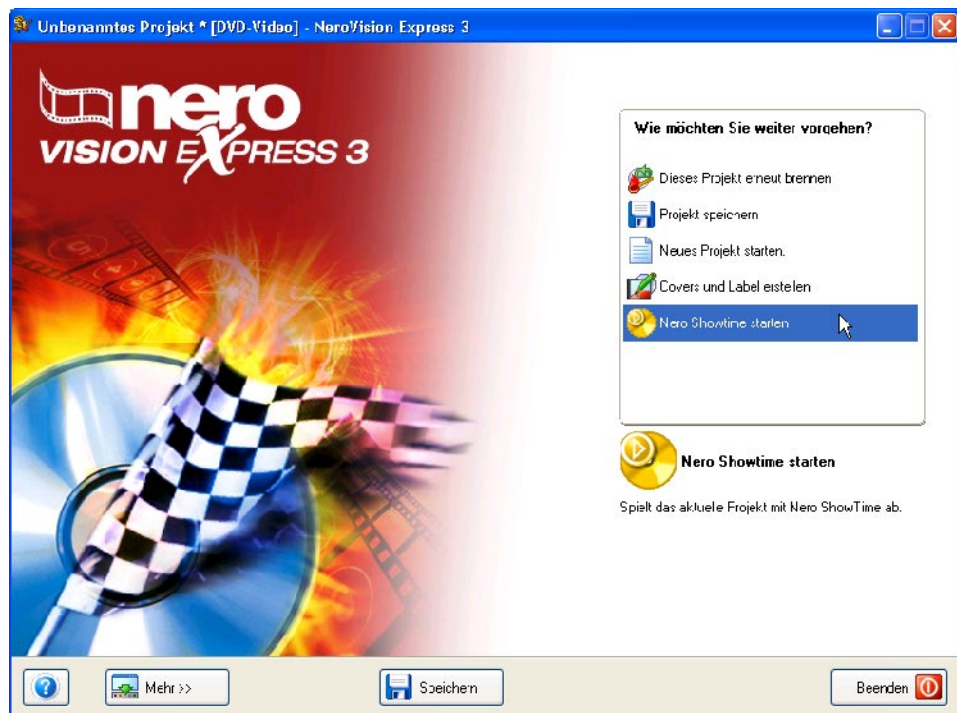 Unbenanntes Projekt * [DVD-Video] - NeroVision Express 3
nero
VISION EXPRESS 3
Wie möchten Sie weiter vorgehen?
Dieses Projekt erneut brennen
Projekt speichern
Neues Projekt starten.
Covers und Label erstellen
Nero Showtime starten
Nero Showtime starten
Spielt das aktuelle Projekt mit Nero ShowTime ab.
Mehr >>
Speichern
Beenden